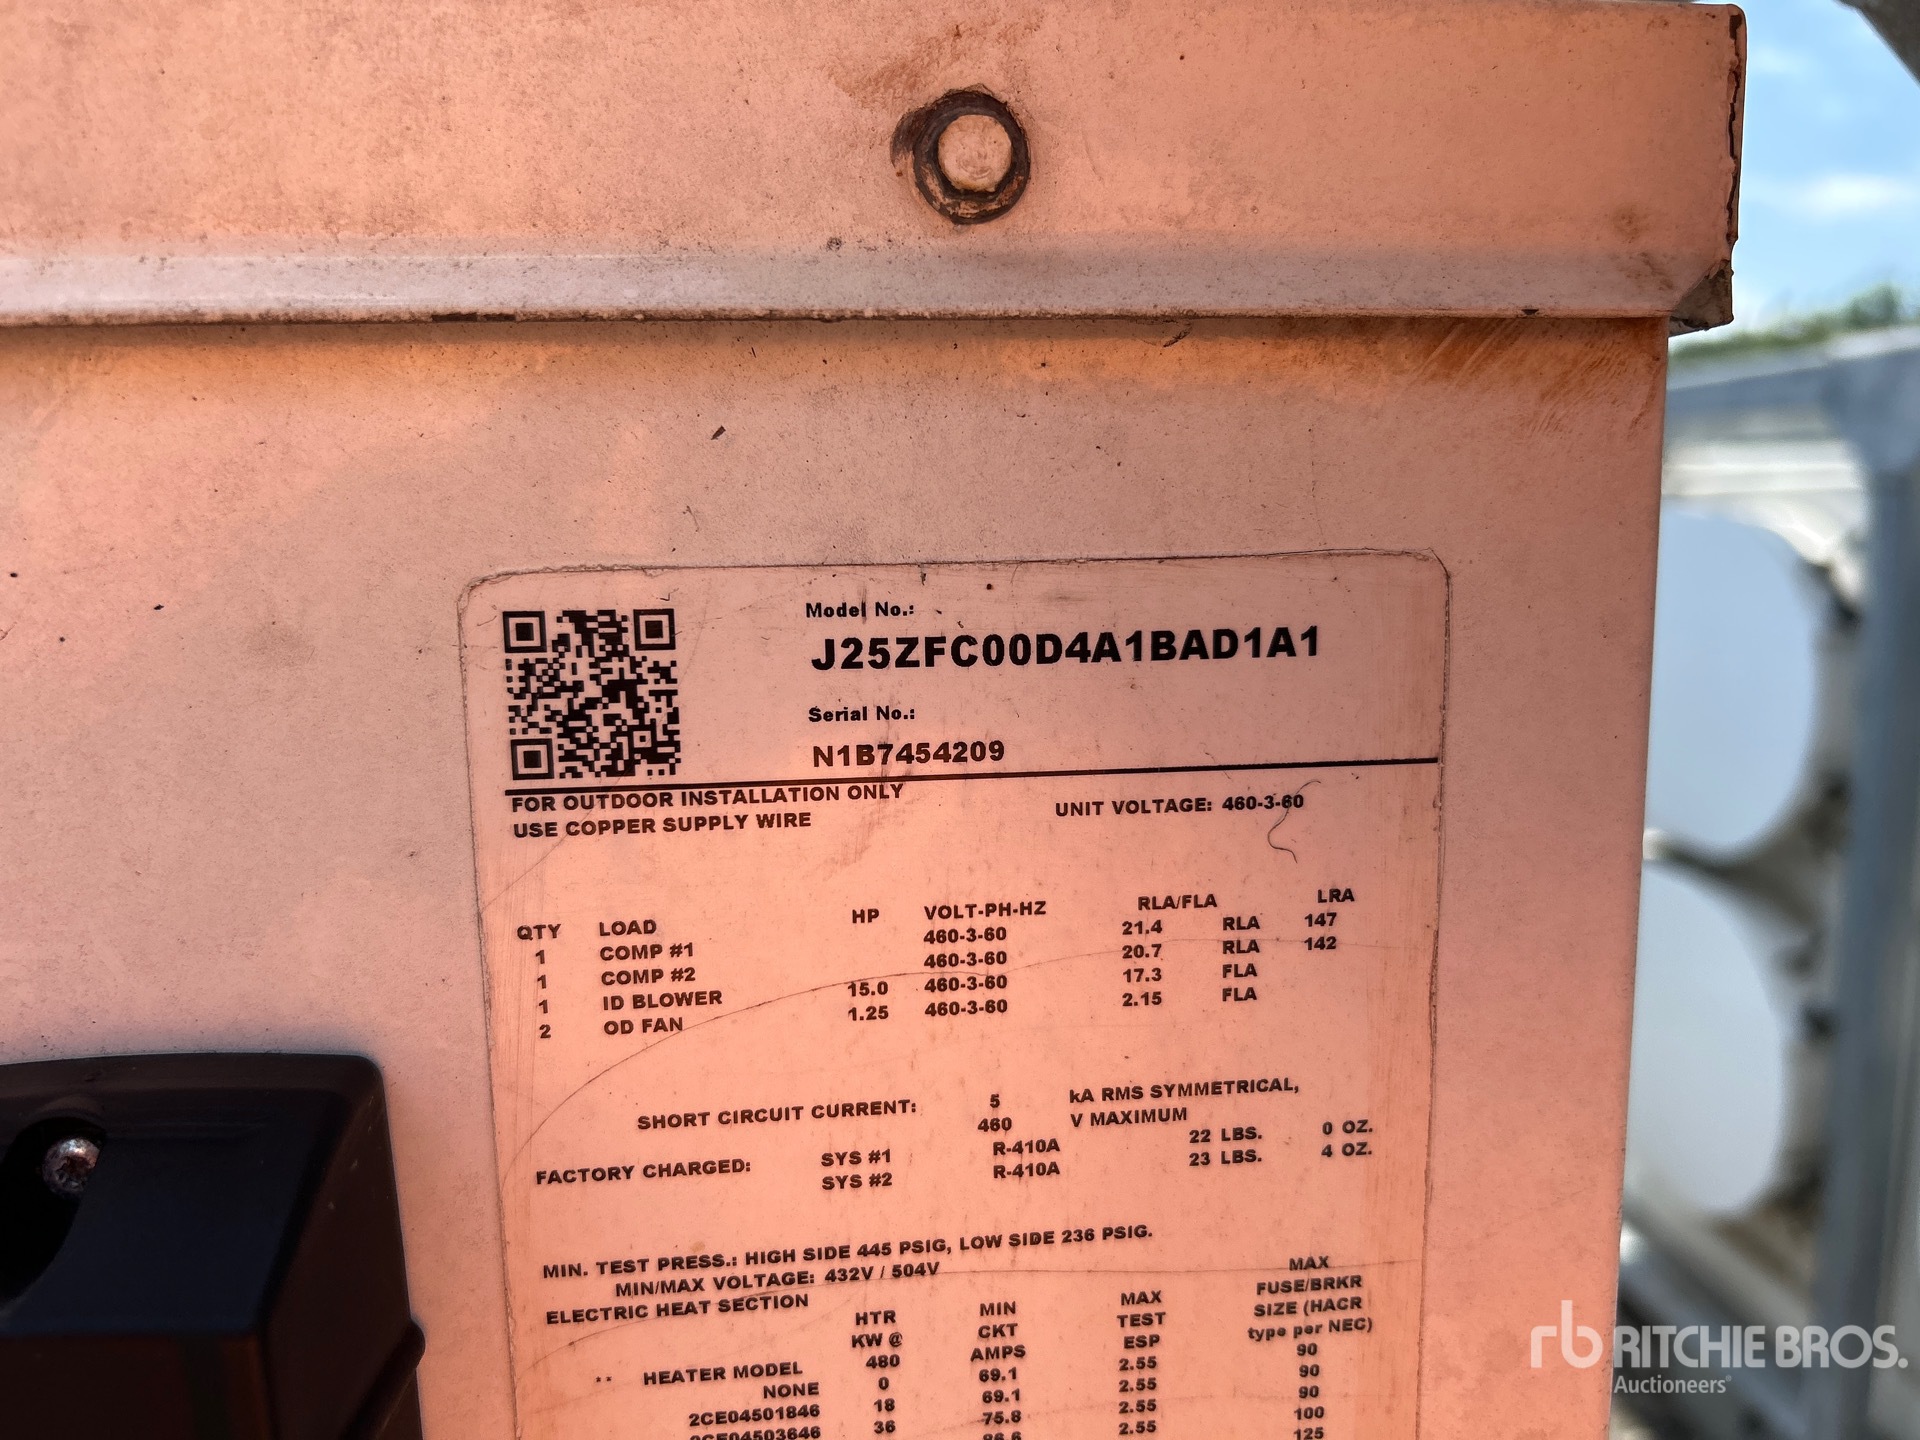 Model No.:
J25ZFC00D4A1BAD1A1
Serial No.:
N1B7454209
FOR OUTDOOR INSTALLATION ONLY
USE COPPER SUPPLY WIRE
UNIT VOLTAGE: 460-3-60
QTY LOAD HP VOLT-PH-HZ RLA/FLA LRA
1 COMP #1 460-3-60 21.4 RLA 147
1 COMP #2 460-3-60 20.7 RLA 142
1 ID BLOWER 15.0 460-3-60 17.3 FLA
2 OD FAN 1.25 460-3-60 2.15 FLA
SHORT CIRCUIT CURRENT: 5 kA RMS SYMMETRICAL,
460 V MAXIMUM
FACTORY CHARGED: SYS #1 R-410A 22 LBS. 0 OZ.
SYS #2 R-410A 23 LBS. 4 OZ.
MIN. TEST PRESS.: HIGH SIDE 445 PSIG, LOW SIDE 236 PSIG.
MIN/MAX VOLTAGE: 432V / 504V
ELECTRIC HEAT SECTION
MAX
HTR MIN MAX FUSE/BRKR
KW @ CKT TEST SIZE (HACR
** HEATER MODEL 480 AMPS ESP type per NEC)
NONE 0 69.1 2.55 90
2CE04501846 18 69.1 2.55 90
2CE04503646 36 75.8 2.55 90
86.6 2.55 100
125
rb RITCHIE BROS.
Auctioneers